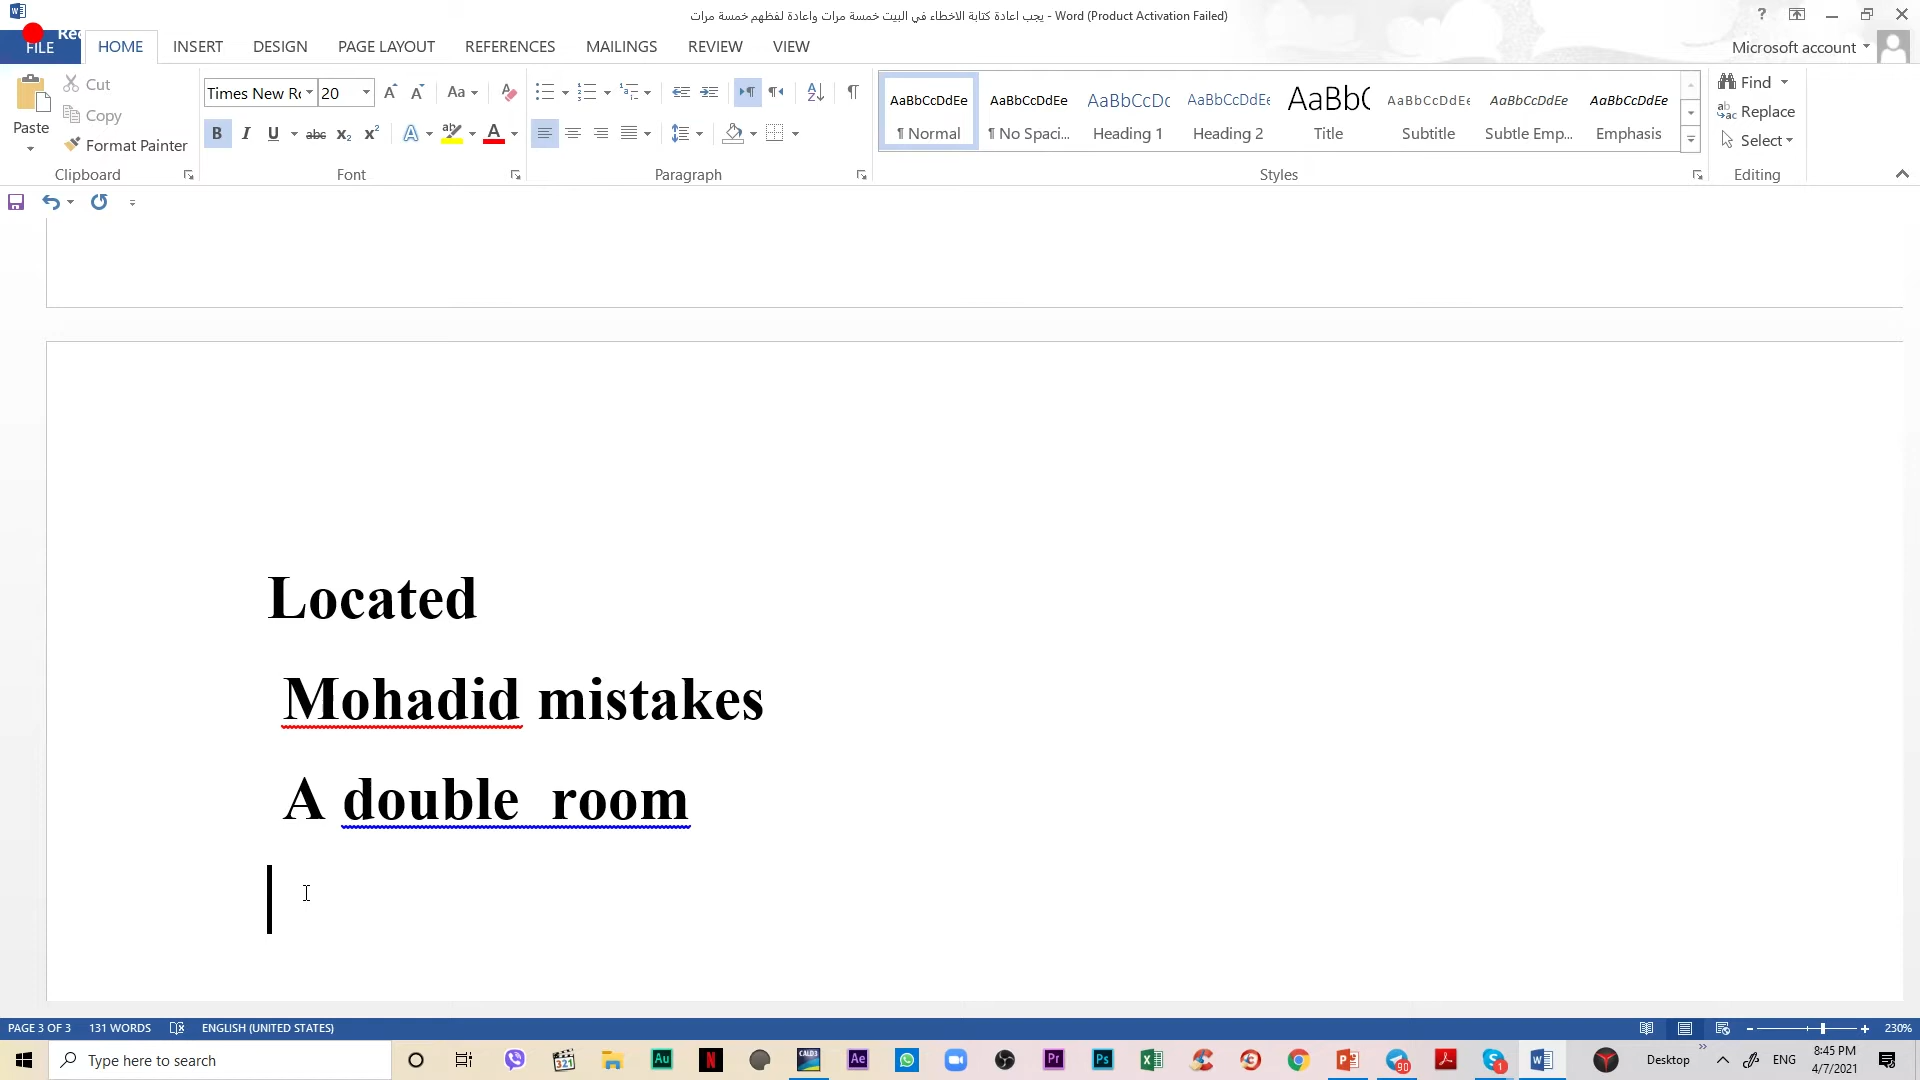 يجب اعادة كتابة الاخطاء في البيت خمسة مرات واعادة لفظهم خمسة مرات - Word (Product Activation Failed)
FILE HOME INSERT DESIGN PAGE LAYOUT REFERENCES MAILINGS REVIEW VIEW Microsoft account
Cut
Copy
Format Painter
Paste
Times New Ro 20
AaBbCcDdEe AaBbCcDdEe AaBbCcDc AaBbCcDdEe AaBbC AaBbCcDdEe AaBbCcDdEe AaBbCcDdEe
¶ Normal ¶ No Spaci... Heading 1 Heading 2 Title Subtitle Subtle Emp... Emphasis
Find
Replace
Select
Clipboard Font Paragraph Styles Editing
Located
Mohadid mistakes
A double room
PAGE 3 OF 3 131 WORDS ENGLISH (UNITED STATES) 230%
Type here to search
Desktop
ENG
8:45 PM
4/7/2021